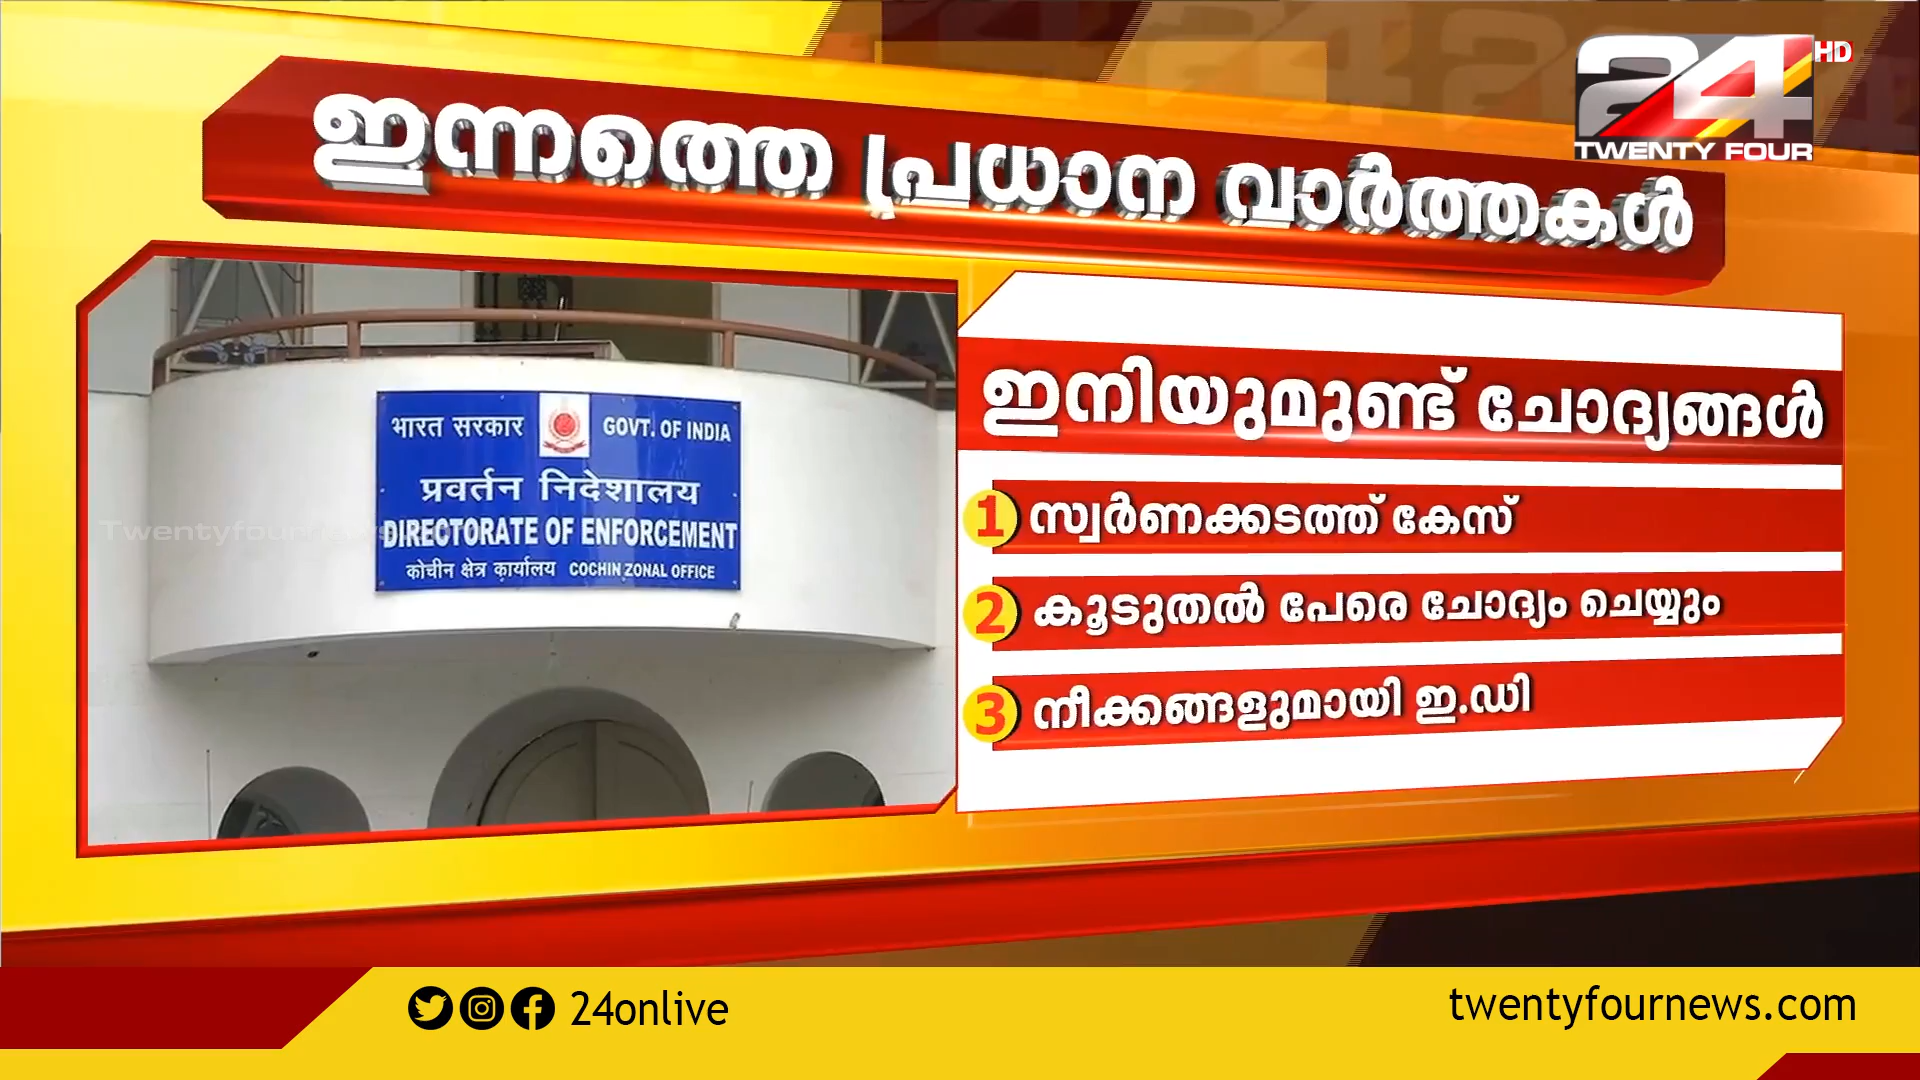 24 HD
TWENTY FOUR
ഇന്നത്തെ പ്രധാന വാർത്തകൾ
भारत सरकार GOVT. OF INDIA
प्रवर्तन निदेशालय
DIRECTORATE OF ENFORCEMENT
कोचीन क्षेत्र कार्यालय COCHIN ZONAL OFFICE
Twentyfournews.com
ഇനിയുമുണ്ട് ചോദ്യങ്ങൾ
1 സ്വർണക്കടത്ത് കേസ്
2 കൂടുതൽ പേരെ ചോദ്യം ചെയ്യും
3 നീക്കങ്ങളുമായി ഇ.ഡി
24onlive
twentyfournews.com